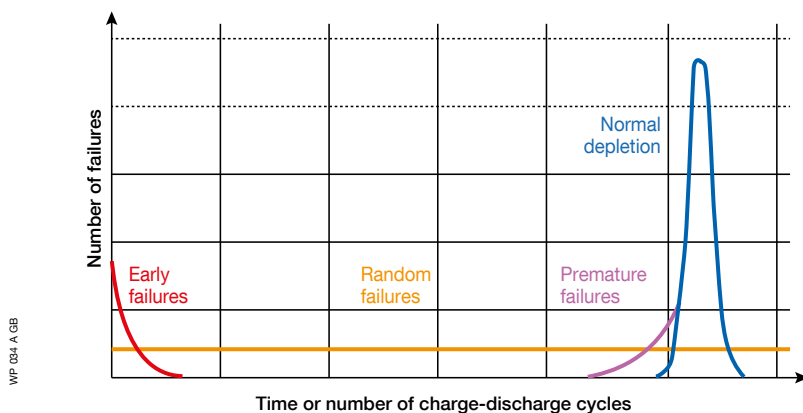 Number of failures
Normal
depletion
Early
failures
Random
failures
Premature
failures
WP 034 A GB
Time or number of charge-discharge cycles